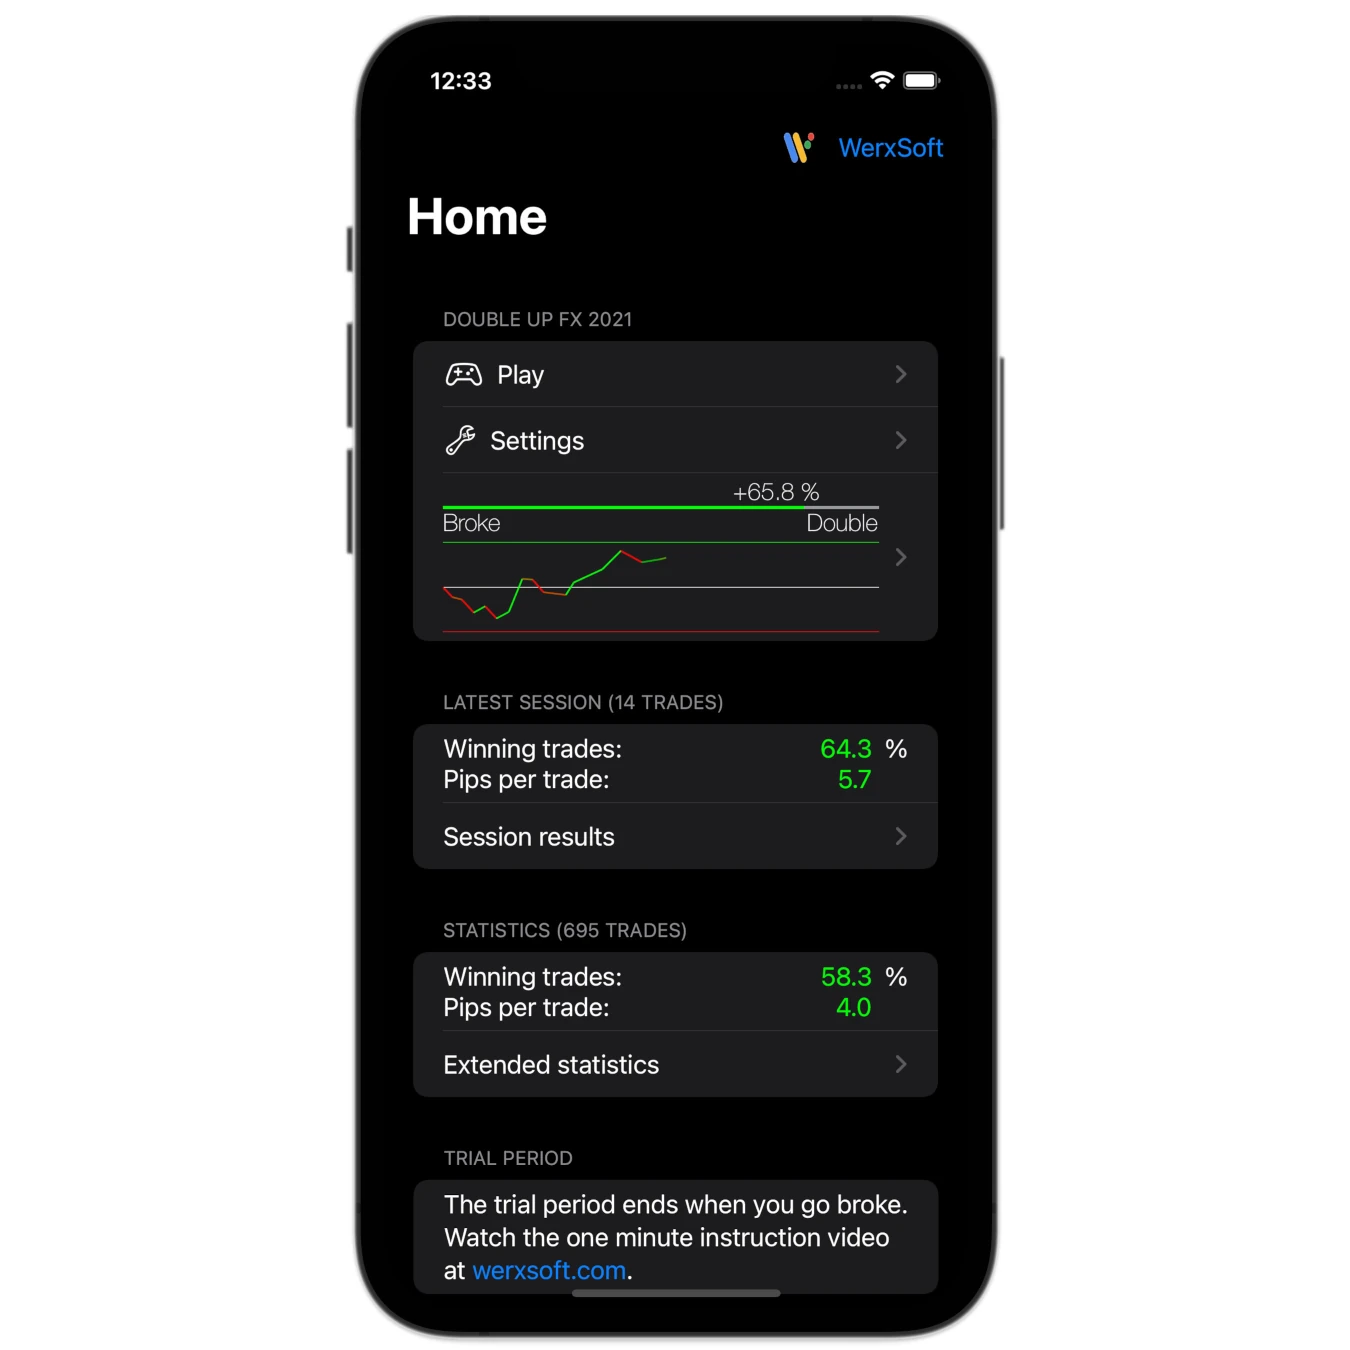 12:33
WerxSoft
Home
DOUBLE UP FX 2021
Play
Settings
+65.8 %
Broke Double
LATEST SESSION (14 TRADES)
Winning trades: 64.3 %
Pips per trade: 5.7
Session results
STATISTICS (695 TRADES)
Winning trades: 58.3 %
Pips per trade: 4.0
Extended statistics
TRIAL PERIOD
The trial period ends when you go broke.
Watch the one minute instruction video
at werxsoft.com.